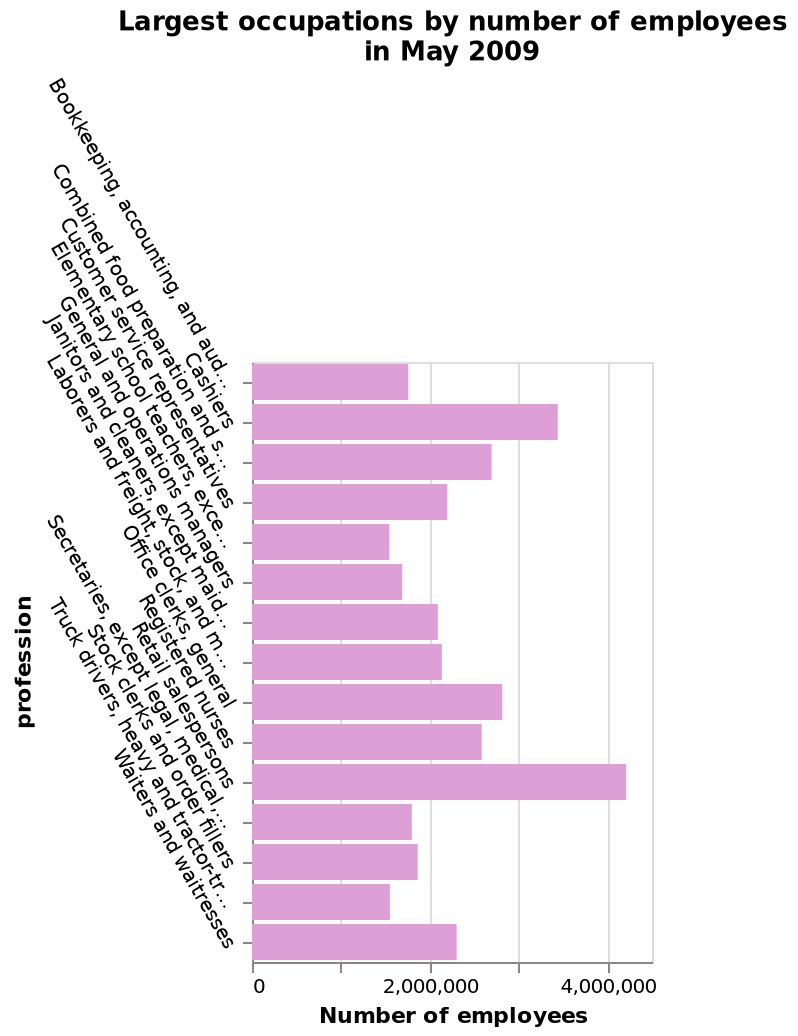 Largest occupations by number of employees
in May 2009
profession
Bookkeeping, accounting, and aud…
Cashiers
Combined food preparation and s…
Customer service representatives
Elementary school teachers, exce…
General and operations managers
Janitors and cleaners, except maid…
Laborers and freight, stock, and m…
Office clerks, general
Registered nurses
Retail salespersons
Secretaries, except legal, medical,…
Stock clerks and order fillers
Truck drivers, heavy and tractor-tr…
Waiters and waitresses
0 2,000,000 4,000,000
Number of employees